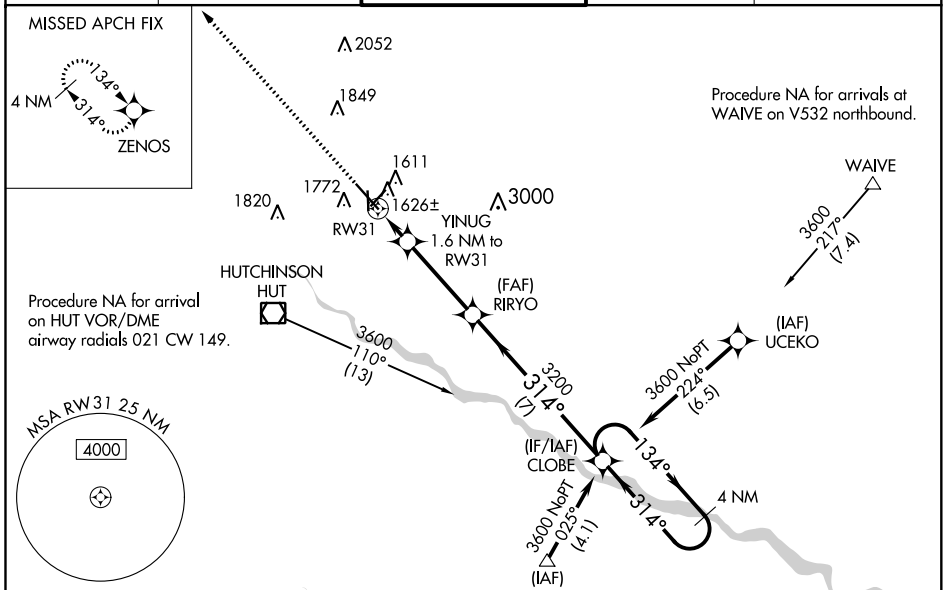 MISSED APCH FIX
134°
4 NM
314°
ZENOS
2052
1849
Procedure NA for arrivals at
WAIVE on V532 northbound.
WAIVE
3600
217°
(7.4)
1611
1772
1820
1626±
3000
RW31
YINUG
1.6 NM to
RW31
HUTCHINSON
HUT
(FAF)
RIRYO
Procedure NA for arrival
on HUT VOR/DME
airway radials 021 CW 149.
3600
110°
(13)
(IAF)
UCEKO
3600 NoPT
224°
(6.5)
3200
314°
(7)
MSA RW31 25 NM
4000
(IF/IAF)
CLOBE
134°
314°
4 NM
3600 NoPT
025°
(4.1)
(IAF)